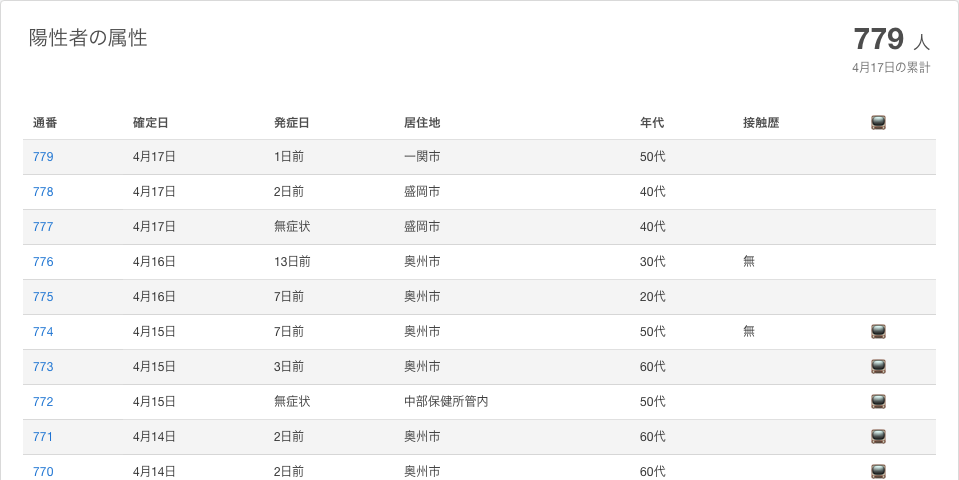 陽性者の属性
779 人
4月17日の累計
通番 確定日 発症日 居住地 年代 接触歴
779 4月17日 1日前 一関市 50代
778 4月17日 2日前 盛岡市 40代
777 4月17日 無症状 盛岡市 40代
776 4月16日 13日前 奥州市 30代 無
775 4月16日 7日前 奥州市 20代
774 4月15日 7日前 奥州市 50代 無
773 4月15日 3日前 奥州市 60代
772 4月15日 無症状 中部保健所管内 50代
771 4月14日 2日前 奥州市 60代
770 4月14日 2日前 奥州市 60代